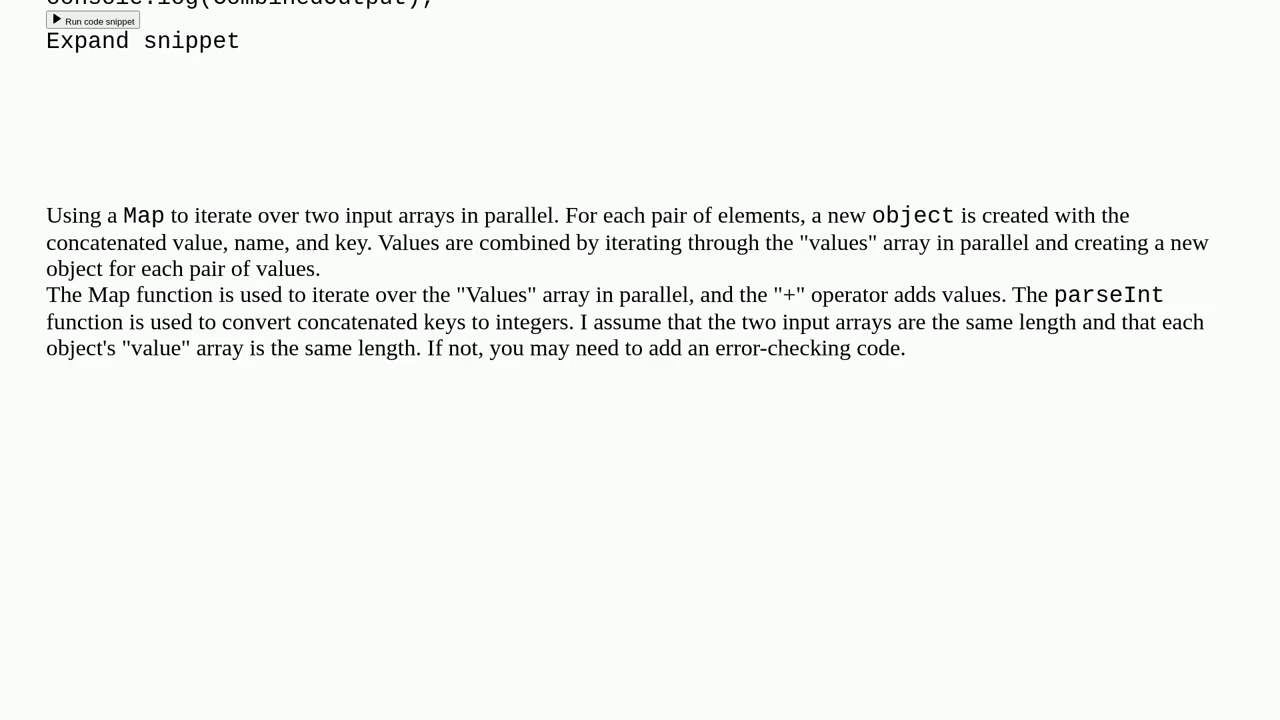 console.log(combinedOutput);
Run code snippet
Expand snippet
Using a Map to iterate over two input arrays in parallel. For each pair of elements, a new object is created with the
concatenated value, name, and key. Values are combined by iterating through the "values" array in parallel and creating a new
object for each pair of values.
The Map function is used to iterate over the "Values" array in parallel, and the "+" operator adds values. The parseInt
function is used to convert concatenated keys to integers. I assume that the two input arrays are the same length and that each
object's "value" array is the same length. If not, you may need to add an error-checking code.